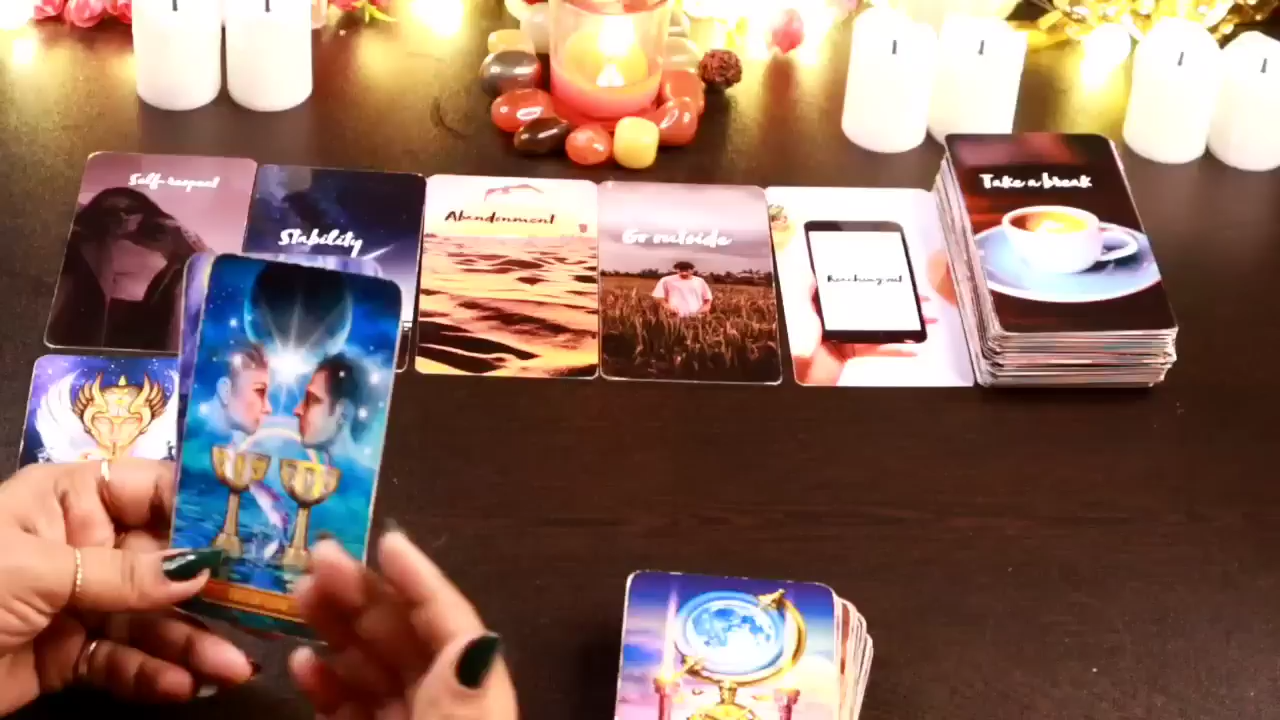 Self-respect
Stability
Abandonment
Go outside
Reaching out
Take a break